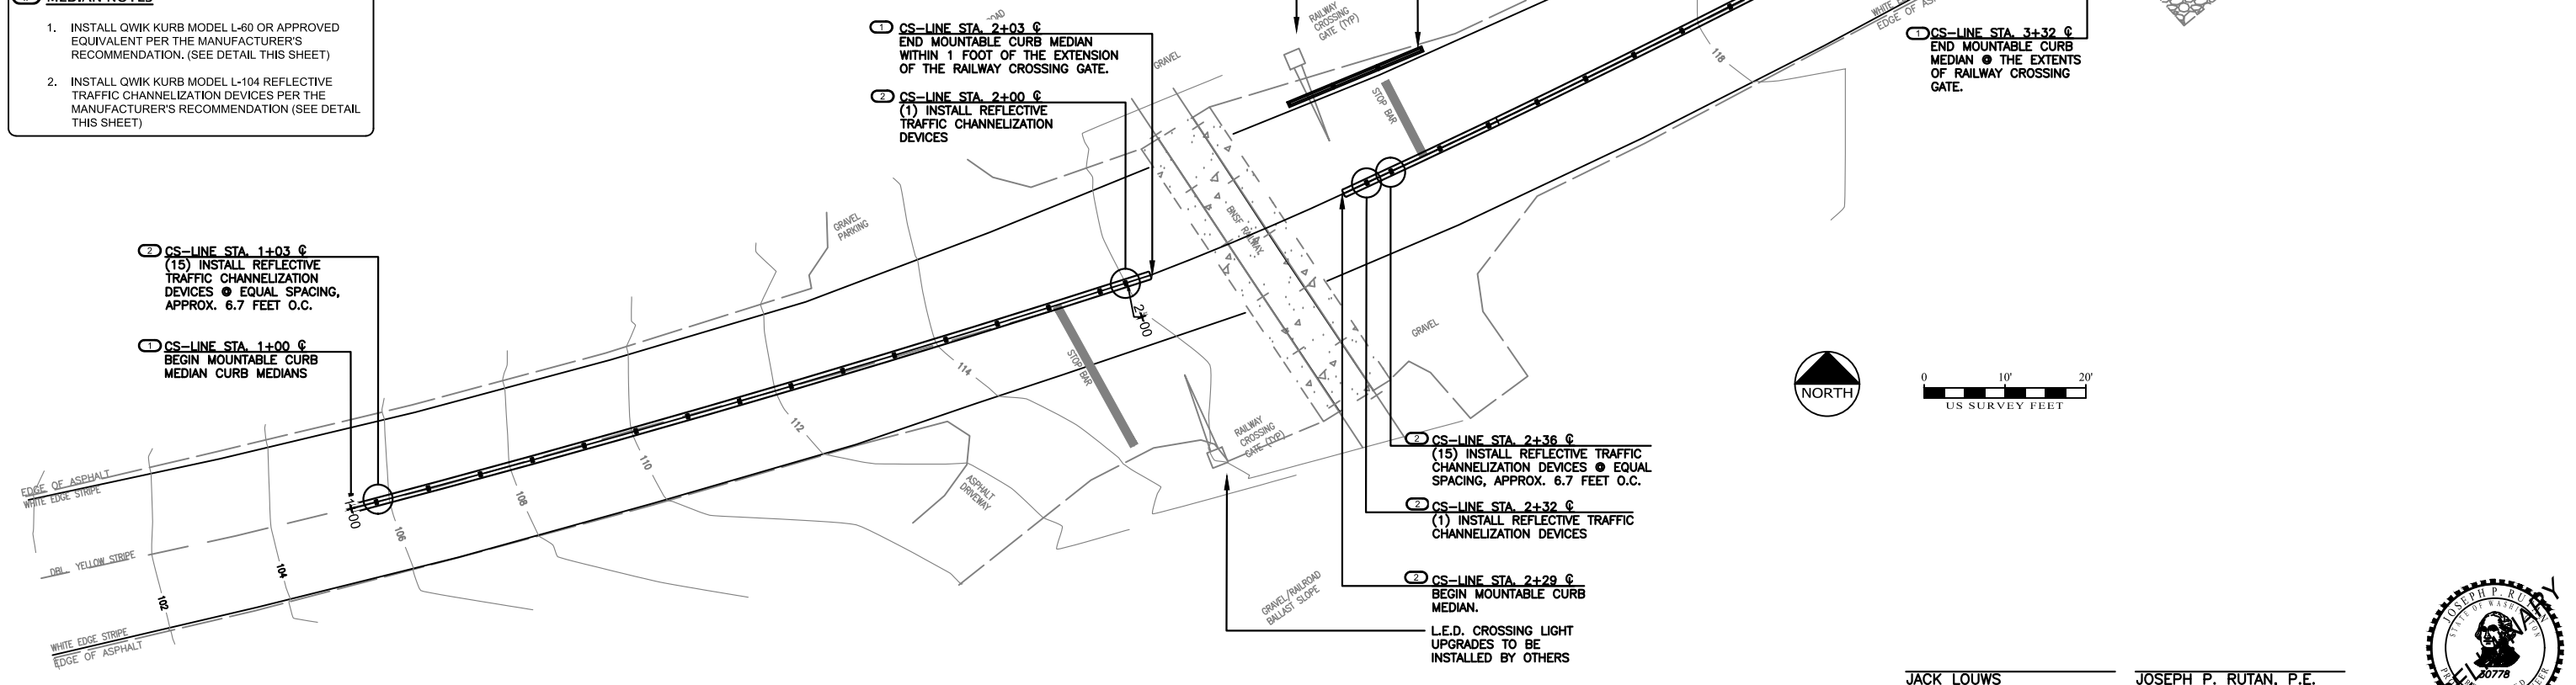 MEDIAN NOTES
1. INSTALL QWIK KURB MODEL L-60 OR APPROVED
EQUIVALENT PER THE MANUFACTURER'S
RECOMMENDATION. (SEE DETAIL THIS SHEET)
2. INSTALL QWIK KURB MODEL L-104 REFLECTIVE
TRAFFIC CHANNELIZATION DEVICES PER THE
MANUFACTURER'S RECOMMENDATION (SEE DETAIL
THIS SHEET)
1 CS-LINE STA. 2+03 ℄
END MOUNTABLE CURB MEDIAN
WITHIN 1 FOOT OF THE EXTENSION
OF THE RAILWAY CROSSING GATE.
2 CS-LINE STA. 2+00 ℄
(1) INSTALL REFLECTIVE
TRAFFIC CHANNELIZATION
DEVICES
GRAVEL
RAILWAY
CROSSING
GATE (TYP)
STOP BAR
118
EDGE OF
1 CS-LINE STA. 3+32 ℄
END MOUNTABLE CURB
MEDIAN @ THE EXTENTS
OF RAILWAY CROSSING
GATE.
2 CS-LINE STA. 1+03 ℄
(15) INSTALL REFLECTIVE
TRAFFIC CHANNELIZATION
DEVICES @ EQUAL SPACING,
APPROX. 6.7 FEET O.C.
1 CS-LINE STA. 1+00 ℄
BEGIN MOUNTABLE CURB
MEDIAN CURB MEDIANS
GRAVEL
PARKING
BNSF RAILWAY
2+00
STOP BAR
GRAVEL
114
112
110
108
106
104
102
1+00
RAILWAY
CROSSING
GATE (TYP)
ASPHALT
DRIVEWAY
EDGE OF ASPHALT
WHITE EDGE STRIPE
DBL. YELLOW STRIPE
WHITE EDGE STRIPE
EDGE OF ASPHALT
GRAVEL/RAILROAD
BALLAST SLOPE
2 CS-LINE STA. 2+36 ℄
(15) INSTALL REFLECTIVE TRAFFIC
CHANNELIZATION DEVICES @ EQUAL
SPACING, APPROX. 6.7 FEET O.C.
2 CS-LINE STA. 2+32 ℄
(1) INSTALL REFLECTIVE TRAFFIC
CHANNELIZATION DEVICES
2 CS-LINE STA. 2+29 ℄
BEGIN MOUNTABLE CURB
MEDIAN.
L.E.D. CROSSING LIGHT
UPGRADES TO BE
INSTALLED BY OTHERS
NORTH
0 10' 20'
US SURVEY FEET
JACK LOUWS
JOSEPH P. RUTAN, P.E.
JOSEPH P. RUTAN
30778